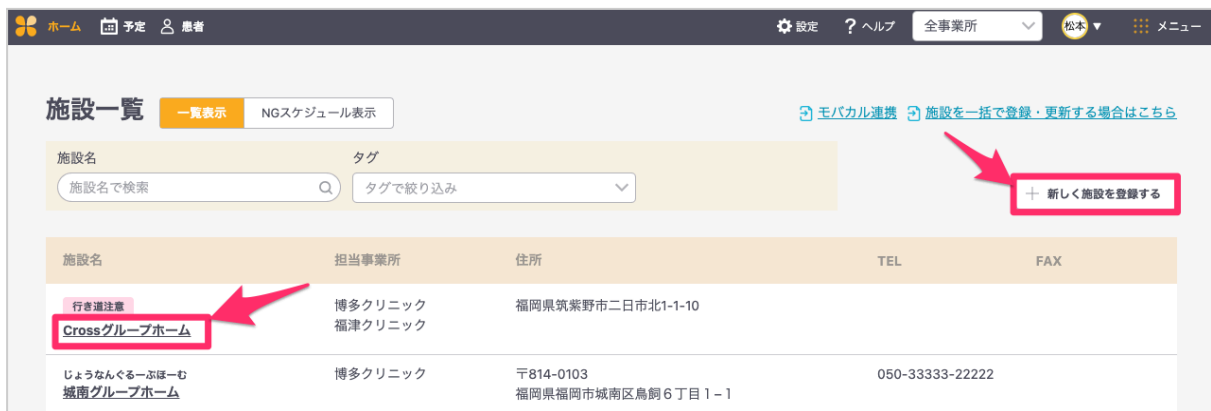 ホーム 予定 患者 設定 ? ヘルプ 全事業所 松本 ▼ メニュー
施設一覧 一覧表示 NGスケジュール表示 モバカル連携 施設を一括で登録・更新する場合はこちら
施設名 タグ
施設名で検索 タグで絞り込み
+ 新しく施設を登録する
施設名 担当事業所 住所 TEL FAX
行き道注意 博多クリニック 福岡県筑紫野市二日市北1-1-10
Crossグループホーム 福津クリニック
じょうなんぐるーぷほーむ 博多クリニック 〒814-0103 050-33333-22222
城南グループホーム 福岡県福岡市城南区鳥飼6丁目1−1